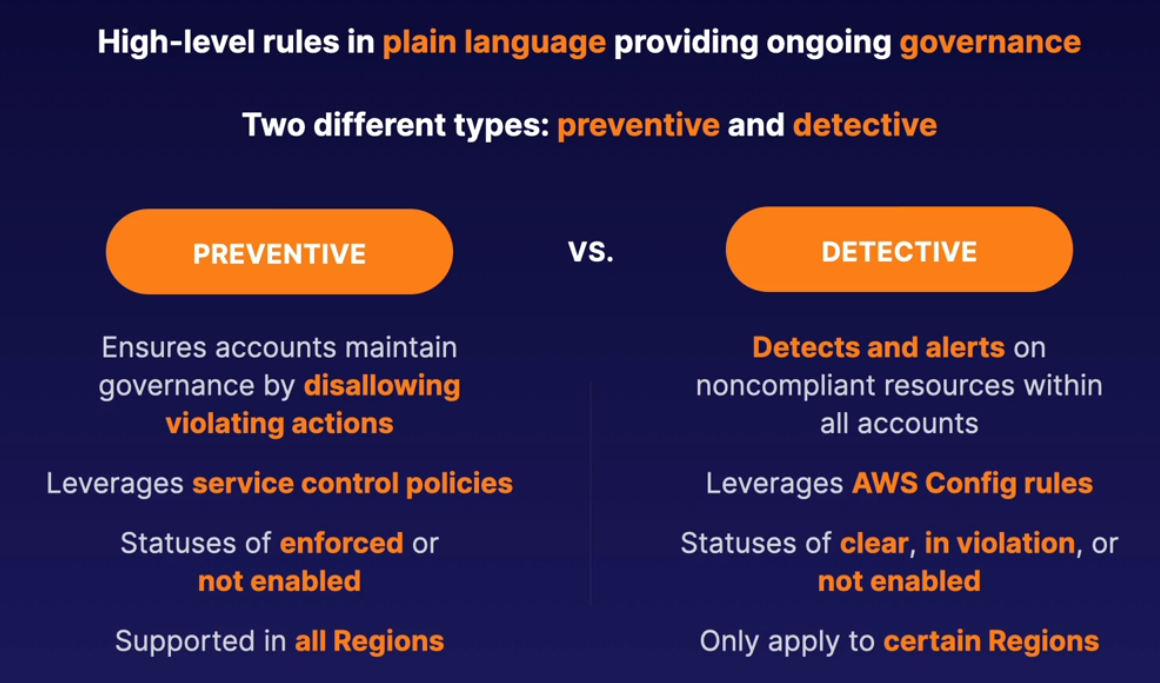 High-level rules in plain language providing ongoing governance
Two different types: preventive and detective
PREVENTIVE
VS.
DETECTIVE
Ensures accounts maintain
governance by disallowing
violating actions
Leverages service control policies
Statuses of enforced or
not enabled
Supported in all Regions
Detects and alerts on
noncompliant resources within
all accounts
Leverages AWS Config rules
Statuses of clear, in violation, or
not enabled
Only apply to certain Regions